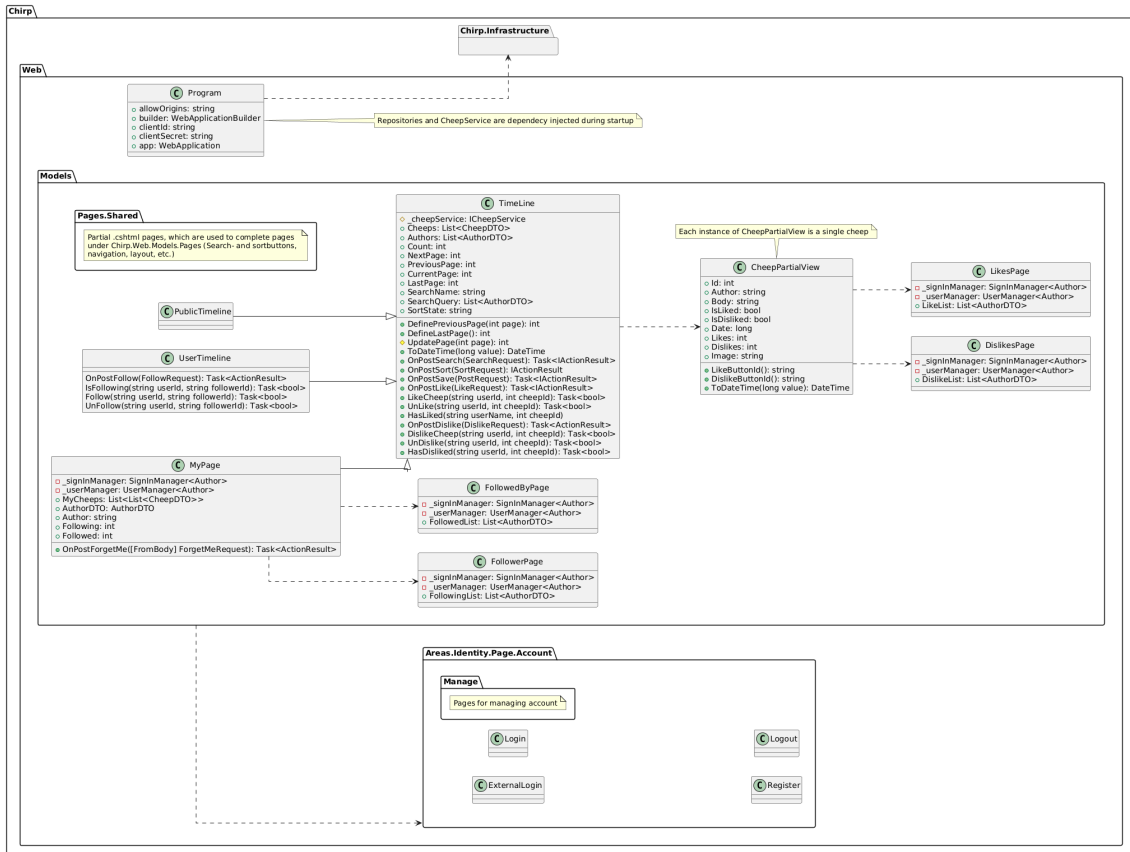 Chirp
Chirp.Infrastructure
Web
C Program
allowOrigins: string
builder: WebApplicationBuilder
clientId: string
clientSecret: string
app: WebApplication
Repositories and CheepService are dependecy injected during startup
Models
Pages.Shared
Partial .cshtml pages, which are used to complete pages
under Chirp.Web.Models.Pages (Search- and sortbuttons,
navigation, layout, etc.)
C TimeLine
_cheepService: ICheepService
Cheeps: List<CheepDTO>
Authors: List<AuthorDTO>
Count: int
NextPage: int
PreviousPage: int
CurrentPage: int
LastPage: int
SearchName: string
SearchQuery: List<AuthorDTO>
SortState: string
DefinePreviousPage(int page): int
DefineLastPage(): int
UpdatePage(int page): int
ToDateTime(long value): DateTime
OnPostSearch(SearchRequest): Task<IActionResult>
OnPostSort(SortRequest): IActionResult
OnPostSave(PostRequest): Task<IActionResult>
OnPostLike(LikeRequest): Task<IActionResult>
LikeCheep(string userId, int cheepId): Task<bool>
UnLike(string userId, int cheepId): Task<bool>
HasLiked(string userName, int cheepId)
OnPostDislike(DislikeRequest): Task<ActionResult>
DislikeCheep(string userId, int cheepId): Task<bool>
UnDislike(string userId, int cheepId): Task<bool>
HasDisliked(string userId, int cheepId): Task<bool>
Each instance of CheepPartialView is a single cheep
C CheepPartialView
Id: int
Author: string
Body: string
IsLiked: bool
IsDisliked: bool
Date: long
Likes: int
Dislikes: int
Image: string
LikeButtonId(): string
DislikeButtonId(): string
ToDateTime(long value): DateTime
C LikesPage
_signInManager: SignInManager<Author>
_userManager: UserManager<Author>
LikeList: List<AuthorDTO>
C DislikesPage
_signInManager: SignInManager<Author>
_userManager: UserManager<Author>
DislikeList: List<AuthorDTO>
C PublicTimeline
C UserTimeline
OnPostFollow(FollowRequest): Task<ActionResult>
IsFollowing(string userId, string followerId): Task<bool>
Follow(string userId, string followerId): Task<bool>
UnFollow(string userId, string followerId): Task<bool>
C MyPage
_signInManager: SignInManager<Author>
_userManager: UserManager<Author>
MyCheeps: List<List<CheepDTO>>
AuthorDTO: AuthorDTO
Author: string
Following: int
Followed: int
OnPostForgetMe([FromBody] ForgetMeRequest): Task<ActionResult>
C FollowedByPage
_signInManager: SignInManager<Author>
_userManager: UserManager<Author>
FollowedList: List<AuthorDTO>
C FollowerPage
_signInManager: SignInManager<Author>
_userManager: UserManager<Author>
FollowingList: List<AuthorDTO>
Areas.Identity.Page.Account
Manage
Pages for managing account
C Login
C Logout
C ExternalLogin
C Register